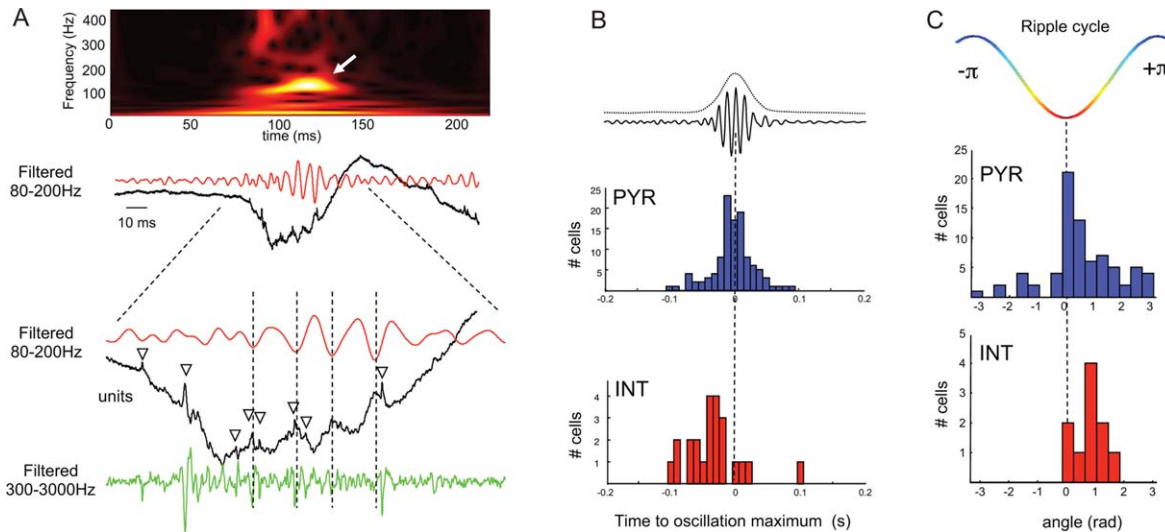 A
Frequency (Hz)
400
300
200
100
0 50 100 150 200
time (ms)
Filtered
80-200Hz
10 ms
Filtered
80-200Hz
units
Filtered
300-3000Hz
B
PYR
# cells
25
20
15
10
5
-0.2 -0.1 0 0.1 0.2
INT
# cells
4
3
2
1
-0.2 -0.1 0 0.1 0.2
Time to oscillation maximum (s)
C
Ripple cycle
-π +π
PYR
# cells
25
20
15
10
5
-3 -2 -1 0 1 2 3
INT
# cells
5
4
3
2
1
-3 -2 -1 0 1 2 3
angle (rad)